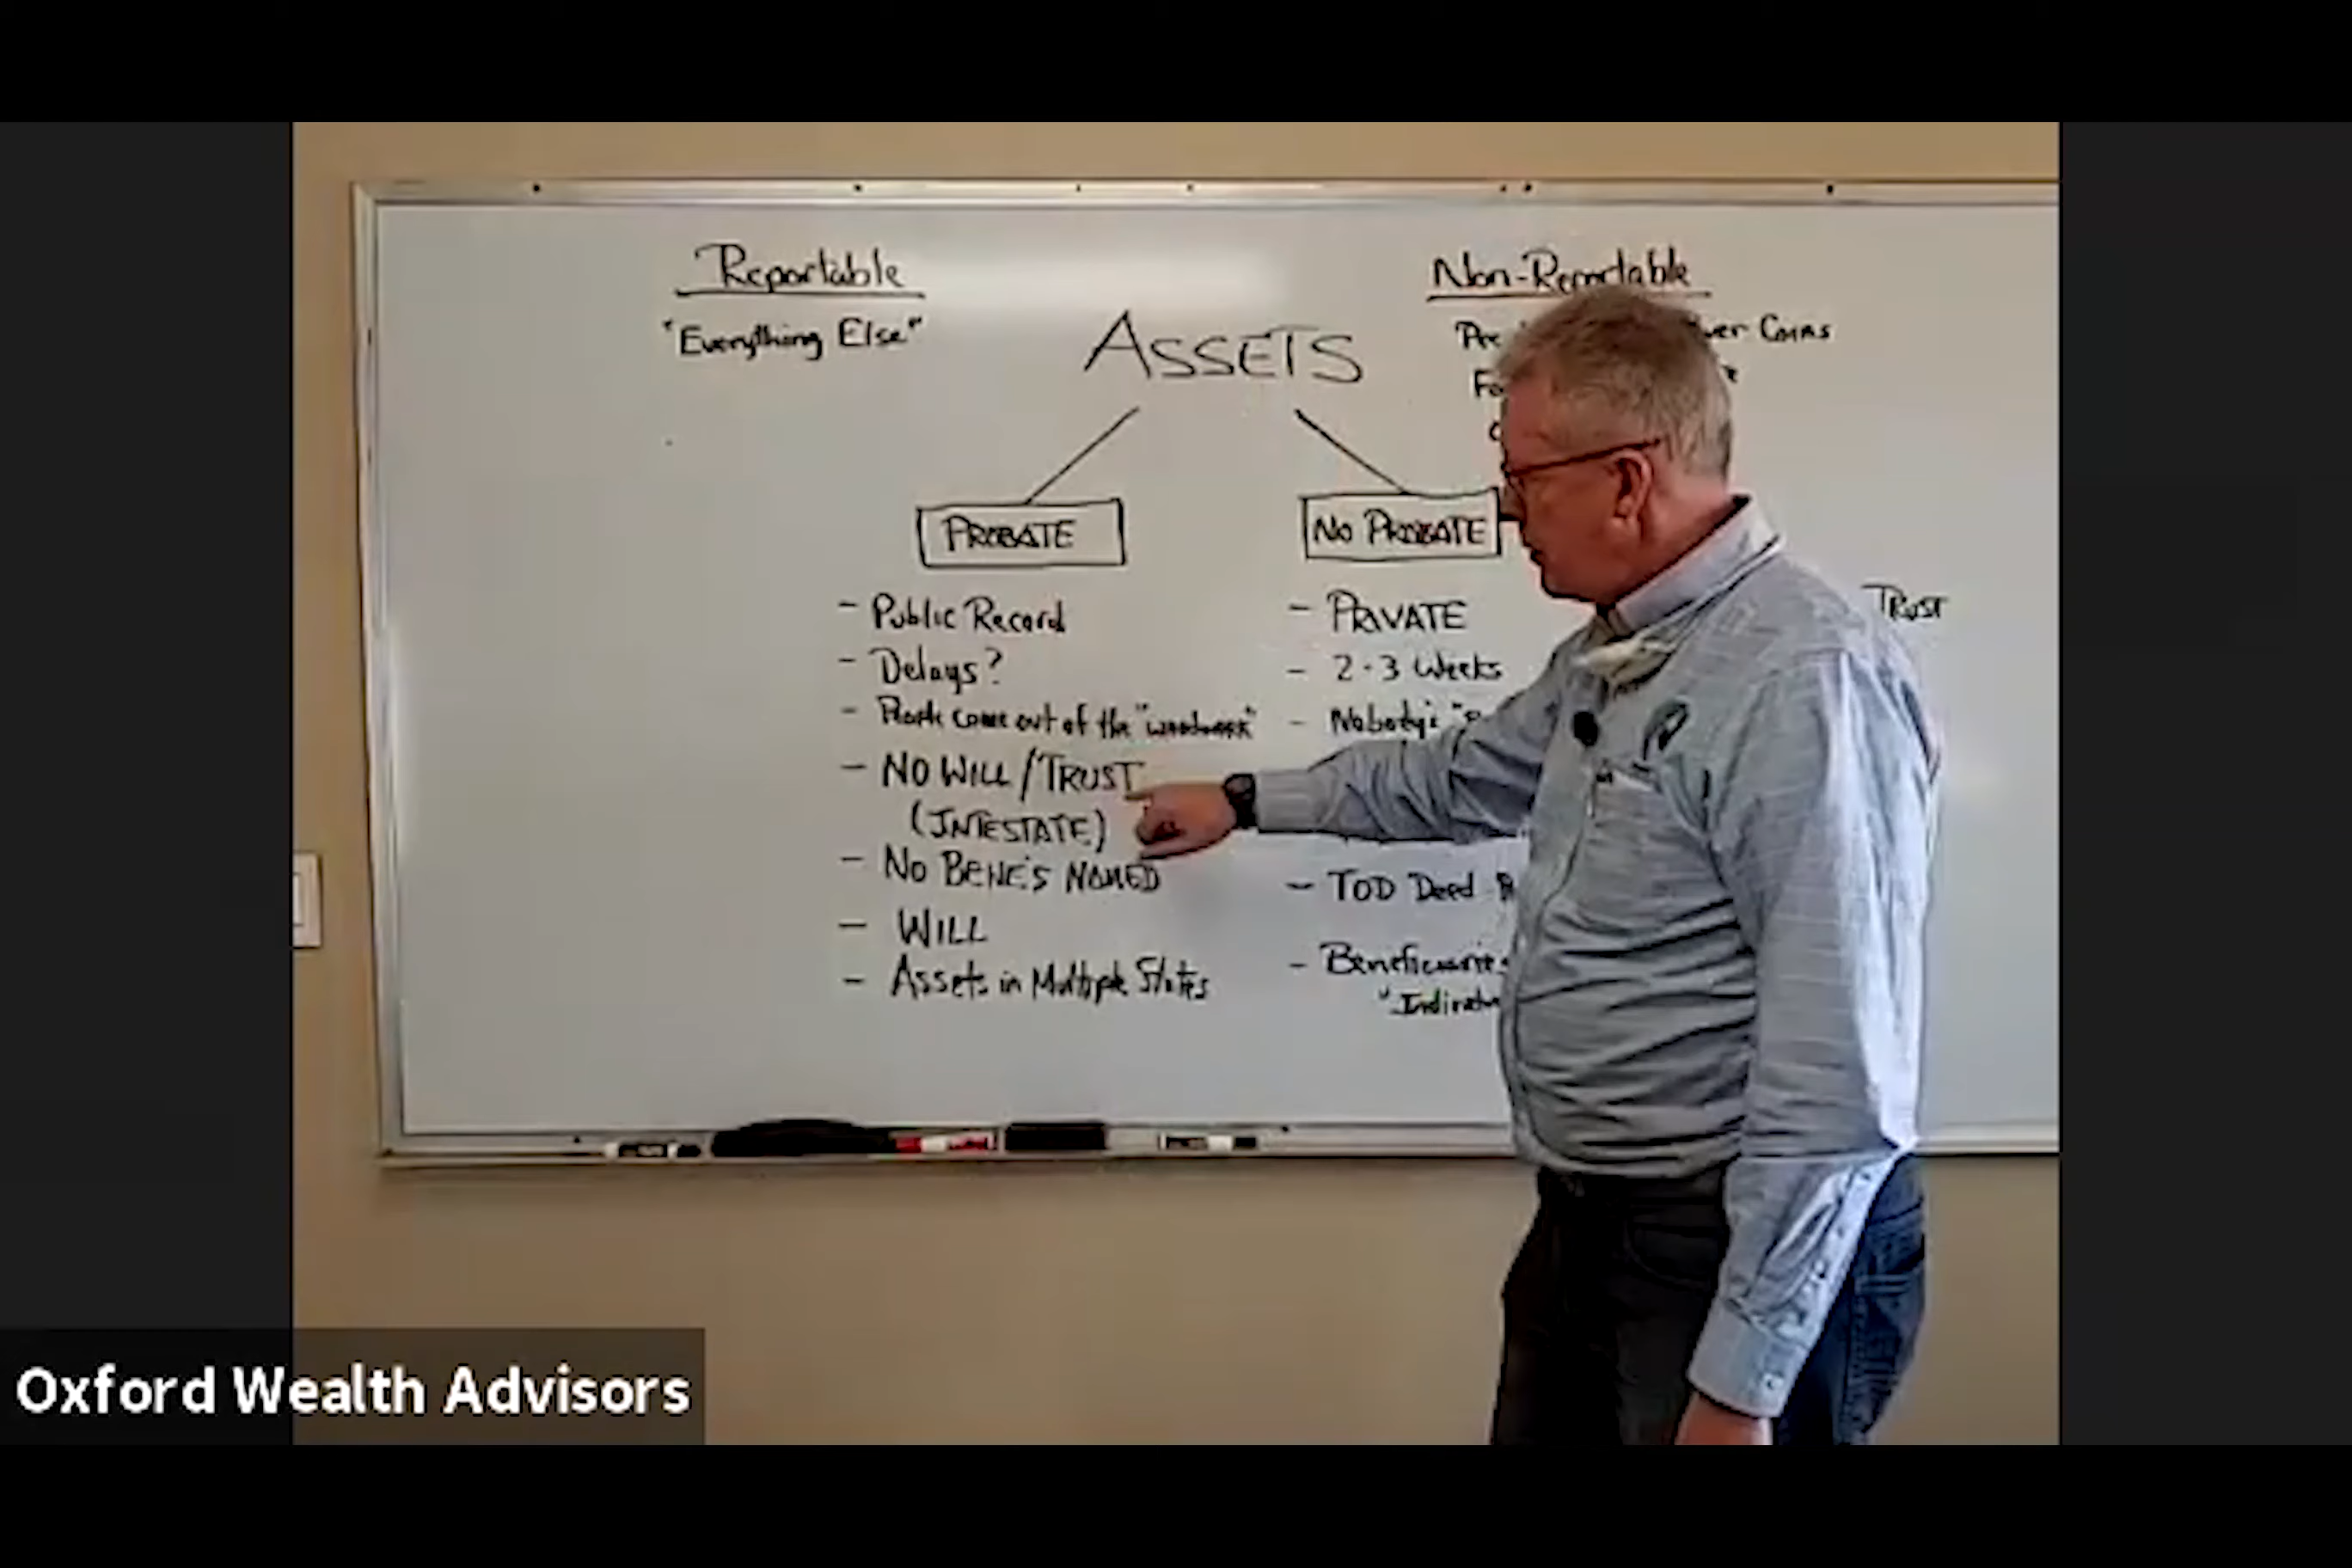 Reportable
"Everything Else"
Non-Reportable
Coins
ASSETS
PROBATE
- Public Record
- Delays?
- People come out of the "woodwork"
- NO WILL/TRUST
(INTESTATE)
- NO BENE'S NAMED
- WILL
- Assets in Multiple States
NO PROBATE
- PRIVATE
- 2-3 Weeks
- Nobody's
- TOD Deed
- Beneficiaries
TRUST
Oxford Wealth Advisors